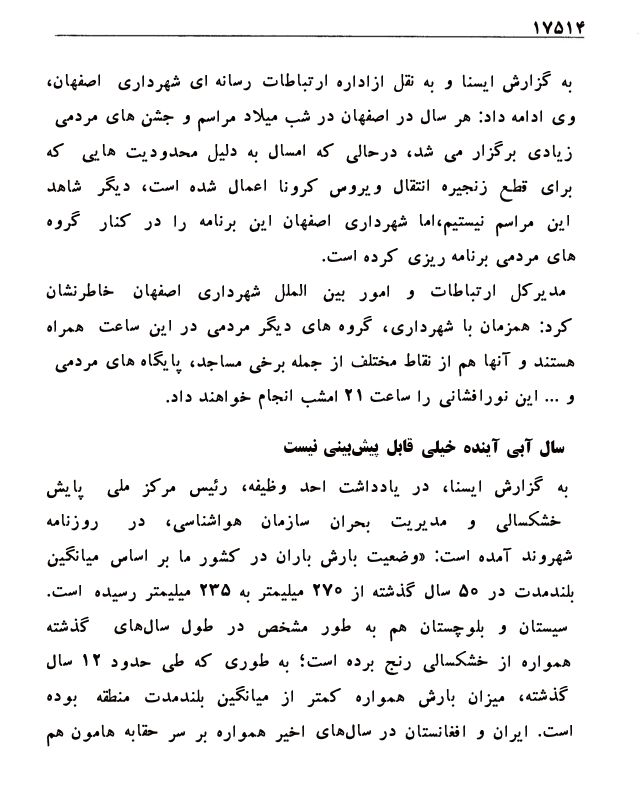 ۱۷۵۱۴
به گزارش ایسنا و به نقل ازاداره ارتباطات رسانه ای شهرداری اصفهان،
وی ادامه داد: هر سال در اصفهان در شب میلاد مراسم و جشن های مردمی
زیادی برگزار می شد، درحالی که امسال به دلیل محدودیت هایی که
برای قطع زنجیره انتقال ویروس کرونا اعمال شده است، دیگر شاهد
این مراسم نیستیم،اما شهرداری اصفهان این برنامه را در کنار گروه
های مردمی برنامه ریزی کرده است.
مدیرکل ارتباطات و امور بین الملل شهرداری اصفهان خاطرنشان
کرد: همزمان با شهرداری، گروه های دیگر مردمی در این ساعت همراه
هستند و آنها هم از نقاط مختلف از جمله برخی مساجد، پایگاه های مردمی
و ... این نورافشانی را ساعت ۲۱ امشب انجام خواهند داد.
سال آبی آینده خیلی قابل پیش‌بینی نیست
به گزارش ایسنا، در یادداشت احد وظیفه، رئیس مرکز ملی پایش
خشکسالی و مدیریت بحران سازمان هواشناسی، در روزنامه
شهروند آمده است: «وضعیت بارش باران در کشور ما بر اساس میانگین
بلندمدت در ۵۰ سال گذشته از ۲۷۰ میلیمتر به ۲۳۵ میلیمتر رسیده است.
سیستان و بلوچستان هم به طور مشخص در طول سال‌های گذشته
همواره از خشکسالی رنج برده است؛ به طوری که طی حدود ۱۲ سال
گذشته، میزان بارش همواره کمتر از میانگین بلندمدت منطقه بوده
است. ایران و افغانستان در سال‌های اخیر همواره بر سر حقابه هامون هم